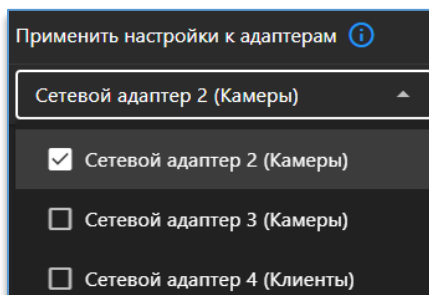 Применить настройки к адаптерам
Сетевой адаптер 2 (Камеры)
Сетевой адаптер 2 (Камеры)
Сетевой адаптер 3 (Камеры)
Сетевой адаптер 4 (Клиенты)